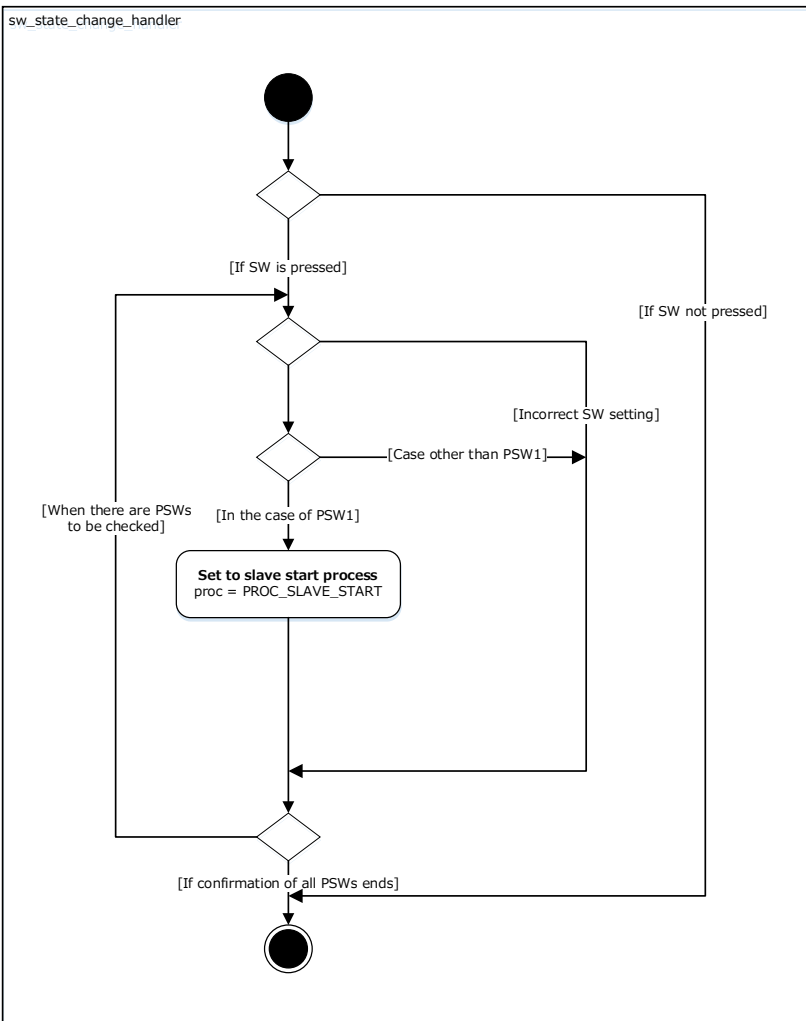 sw_state_change_handler
[If SW is pressed]
[If SW not pressed]
[Incorrect SW setting]
[Case other than PSW1]
[When there are PSWs
to be checked]
[In the case of PSW1]
Set to slave start process
proc = PROC_SLAVE_START
[If confirmation of all PSWs ends]